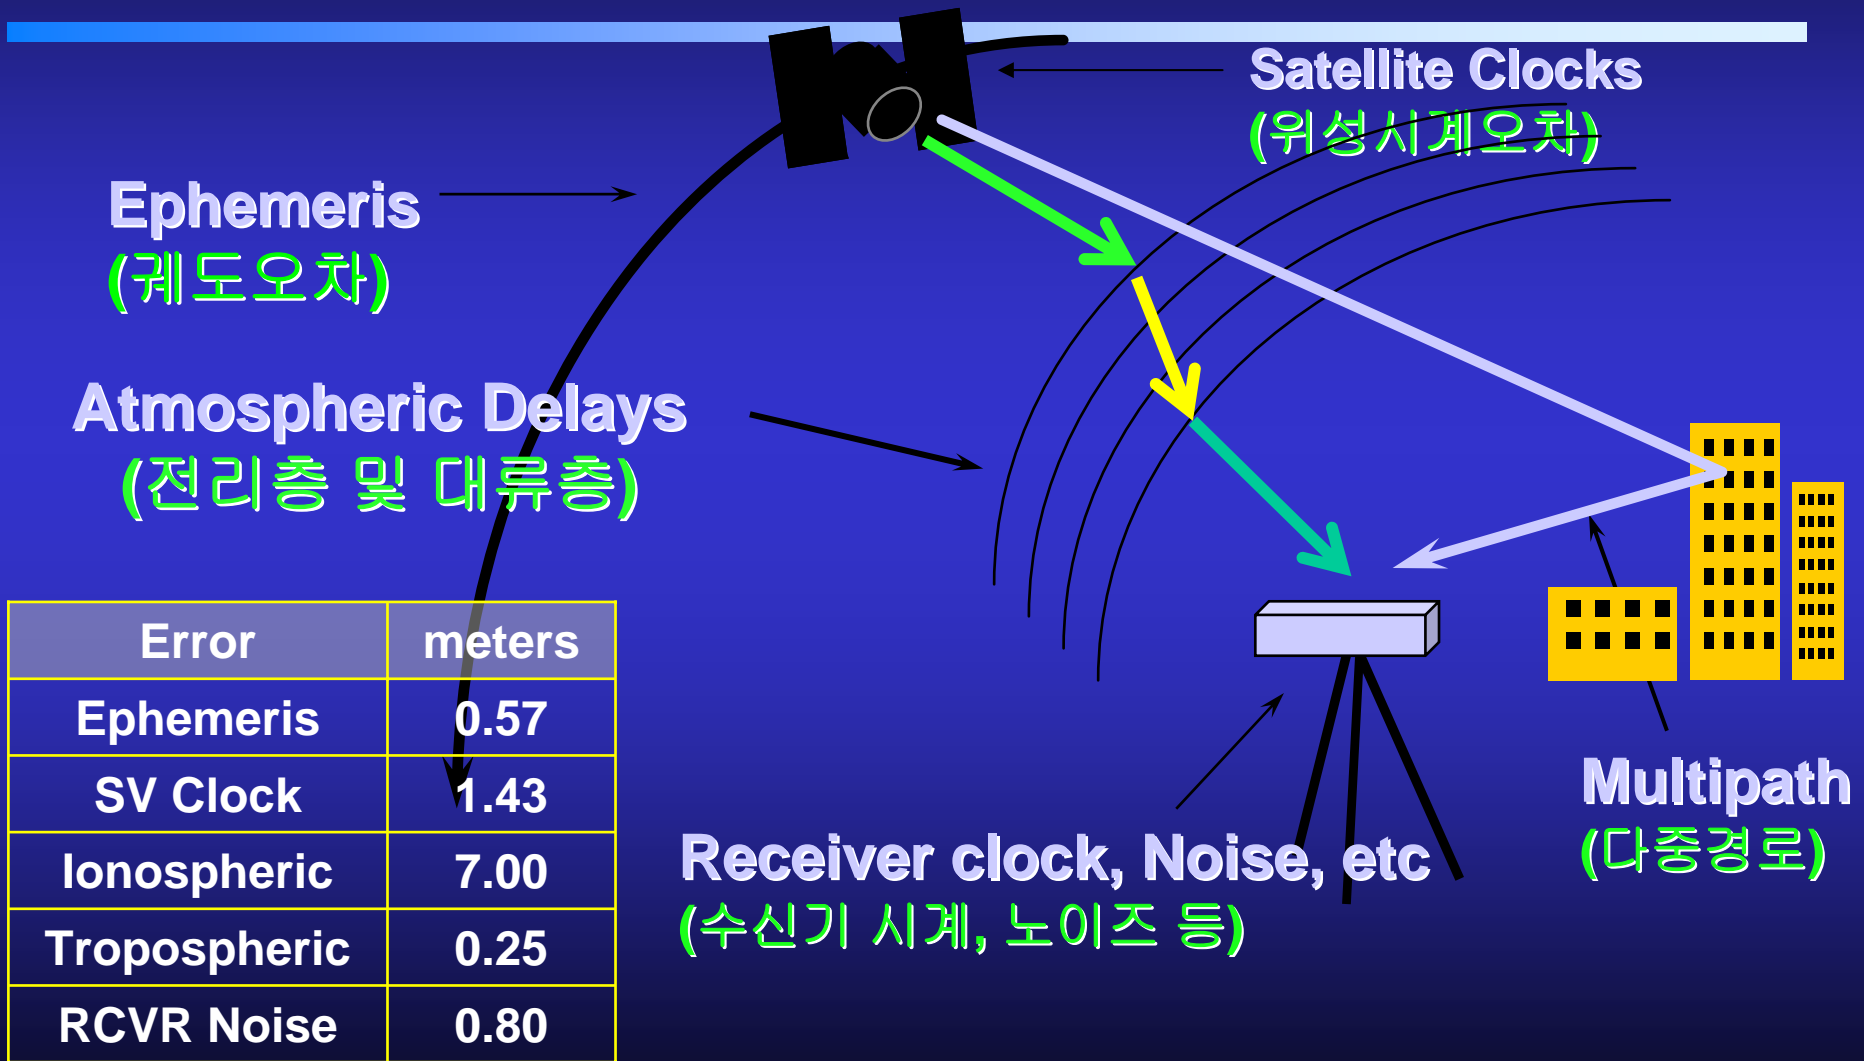 Satellite Clocks
(위성시계오차)
Ephemeris
(궤도오차)
Atmospheric Delays
(전리층 및 대류층)
Error meters
Ephemeris 0.57
SV Clock 1.43
Ionospheric 7.00
Tropospheric 0.25
RCVR Noise 0.80
Receiver clock, Noise, etc
(수신기 시계, 노이즈 등)
Multipath
(다중경로)